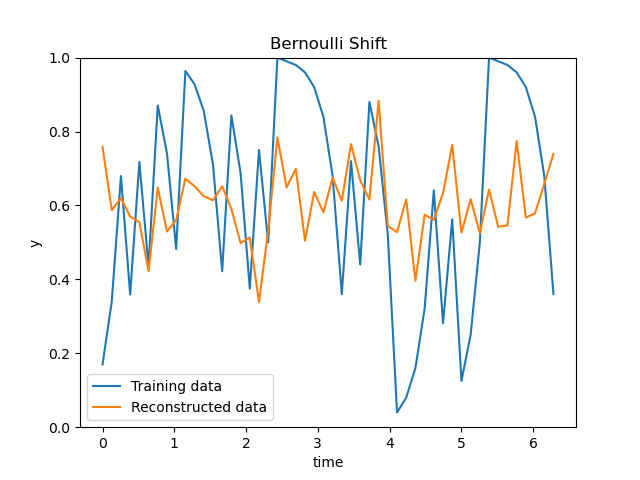 Bernoulli Shift
1.0
0.8
0.6
0.4
0.2
0.0
y
Training data
Reconstructed data
0 1 2 3 4 5 6
time